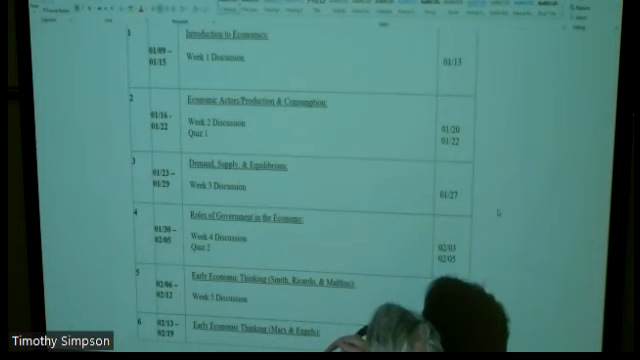 1
Introduction to Economics:
01/09 –
01/15
Week 1 Discussion
01/13
2
Economic Actors/Production & Consumption:
01/16 -
01/22
Week 2 Discussion
Quiz 1
01/20
01/22
3
Demand, Supply, & Equilibrium:
01/23 –
01/29
Week 3 Discussion
01/27
4
Roles of Government in the Economy:
01/30 –
02/05
Week 4 Discussion
Quiz 2
02/03
02/05
5
Early Economic Thinking (Smith, Ricardo, & Malthus):
02/06 –
02/12
Week 5 Discussion
6
Early Economic Thinking (Marx & Engels):
02/13 –
02/19
Timothy Simpson